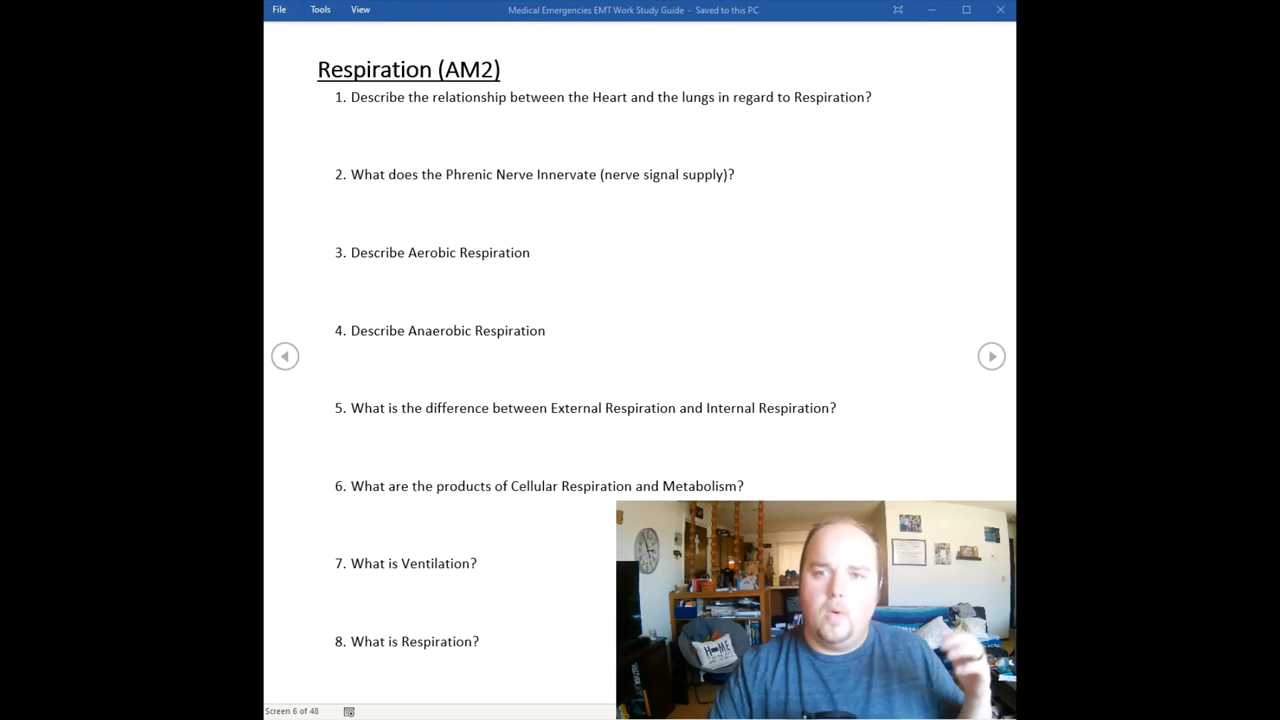 File Tools View Medical Emergencies EMT Work Study Guide - Saved to this PC
Respiration (AM2)
1. Describe the relationship between the Heart and the lungs in regard to Respiration?
2. What does the Phrenic Nerve Innervate (nerve signal supply)?
3. Describe Aerobic Respiration
4. Describe Anaerobic Respiration
5. What is the difference between External Respiration and Internal Respiration?
6. What are the products of Cellular Respiration and Metabolism?
7. What is Ventilation?
8. What is Respiration?
HOME
Screen 6 of 48